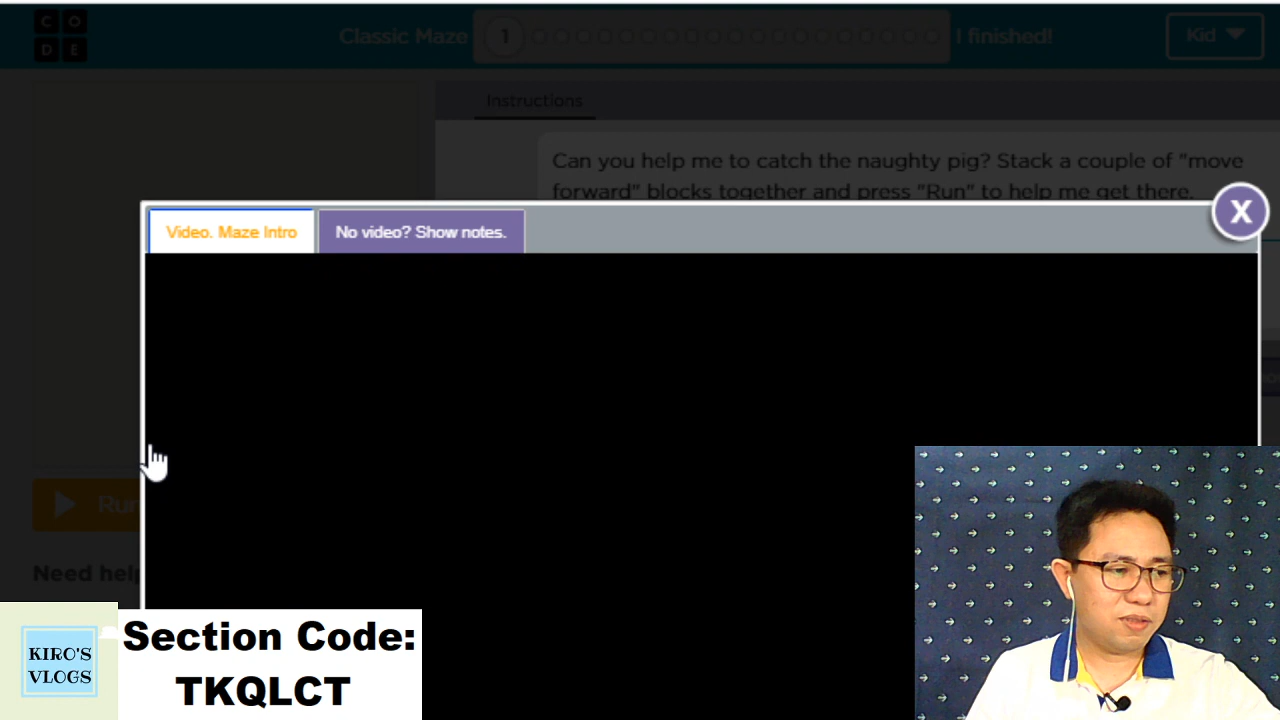 C O
D E
Classic Maze
1
I finished!
Kid
Instructions
Can you help me to catch the naughty pig? Stack a couple of "move
forward" blocks together and press "Run" to help me get there.
Video. Maze Intro
No video? Show notes.
X
Run
Need help
KIRO'S
VLOGS
Section Code:
TKQLCT